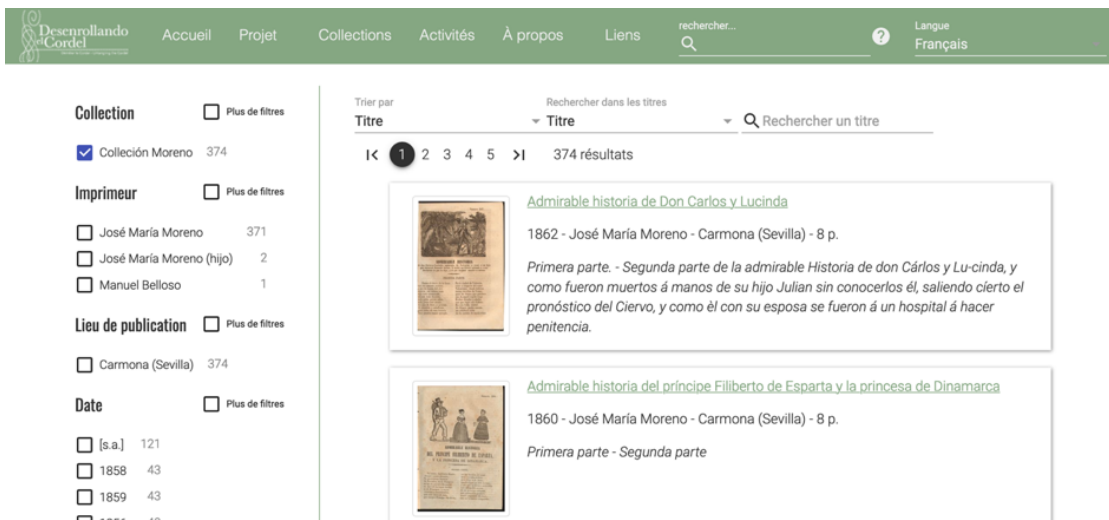 Desenrollando
el Cordel
Accueil
Projet
Collections
Activités
À propos
Liens
rechercher...
?
Langue
Français
Collection
Plus de filtres
Colleción Moreno 374
Imprimeur
Plus de filtres
José María Moreno 371
José María Moreno (hijo) 2
Manuel Belloso 1
Lieu de publication
Plus de filtres
Carmona (Sevilla) 374
Date
Plus de filtres
[s.a.] 121
1858 43
1859 43
Trier par
Titre
Rechercher dans les titres
Titre
Rechercher un titre
1 2 3 4 5
374 résultats
Admirable historia de Don Carlos y Lucinda
1862 - José María Moreno - Carmona (Sevilla) - 8 p.
Primera parte. - Segunda parte de la admirable Historia de don Cárlos y Lu-cinda, y
como fueron muertos á manos de su hijo Julian sin conocerlos él, saliendo cíerto el
pronóstico del Ciervo, y como èl con su esposa se fueron á un hospital á hacer
penitencia.
Admirable historia del príncipe Filiberto de Esparta y la princesa de Dinamarca
1860 - José María Moreno - Carmona (Sevilla) - 8 p.
Primera parte - Segunda parte